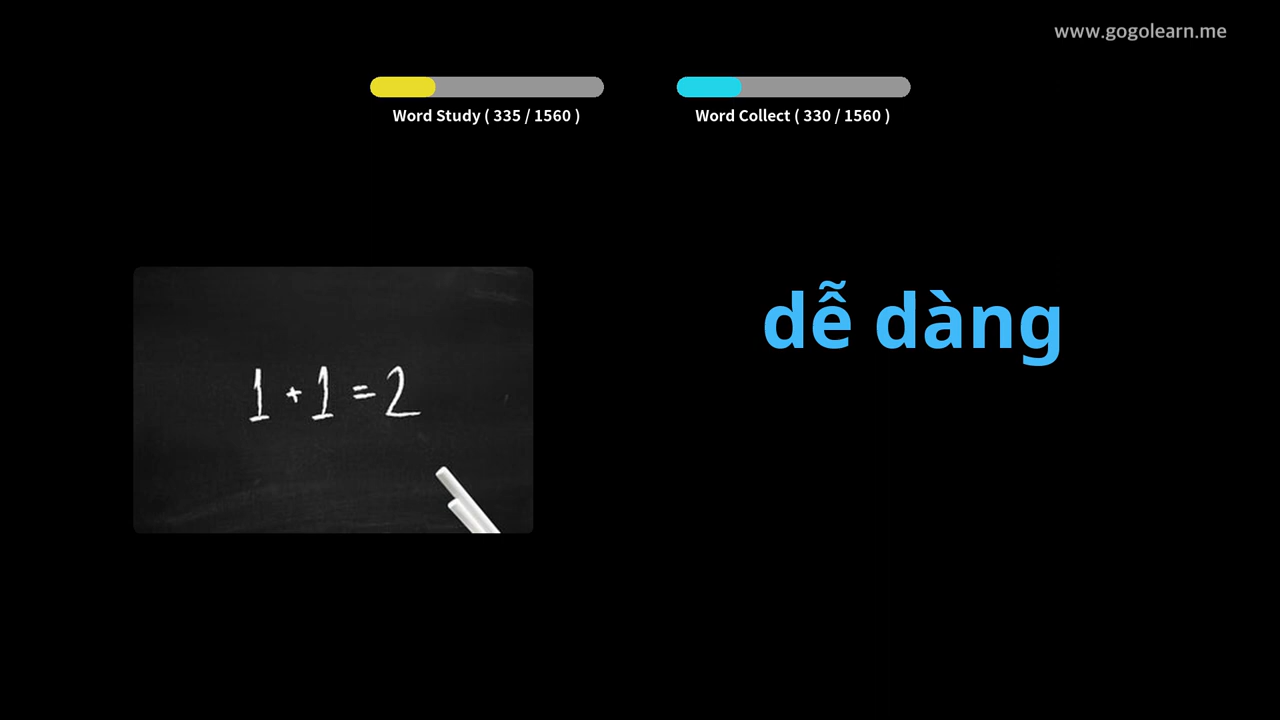 www.gogolearn.me
Word Study ( 335 / 1560 )
Word Collect ( 330 / 1560 )
dễ dàng
1 + 1 = 2